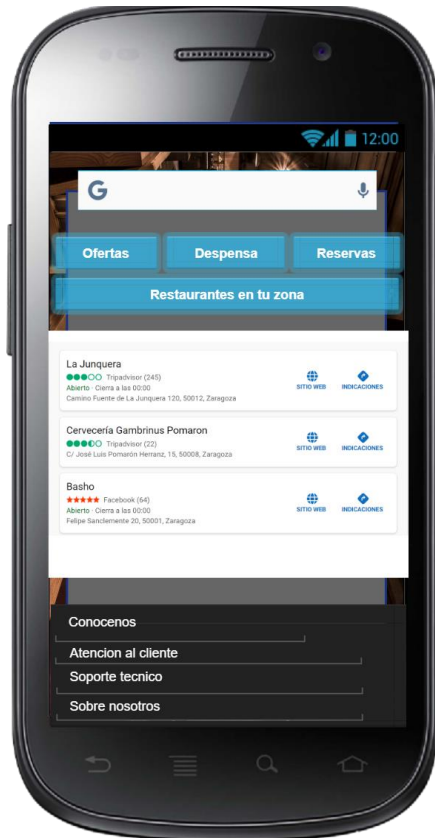 12:00
G
Ofertas Despensa Reservas
Restaurantes en tu zona
La Junquera
Tripadvisor (245)
Abierto · Cierra a las 00:00
Camino Fuente de La Junquera 120, 50012, Zaragoza
SITIO WEB INDICACIONES
Cervecería Gambrinus Pomaron
Tripadvisor (22)
C/ José Luis Pomarón Herranz, 15, 50008, Zaragoza
SITIO WEB INDICACIONES
Basho
Facebook (64)
Abierto · Cierra a las 00:00
Felipe Sanclemente 20, 50001, Zaragoza
SITIO WEB INDICACIONES
Conocenos
Atencion al cliente
Soporte tecnico
Sobre nosotros